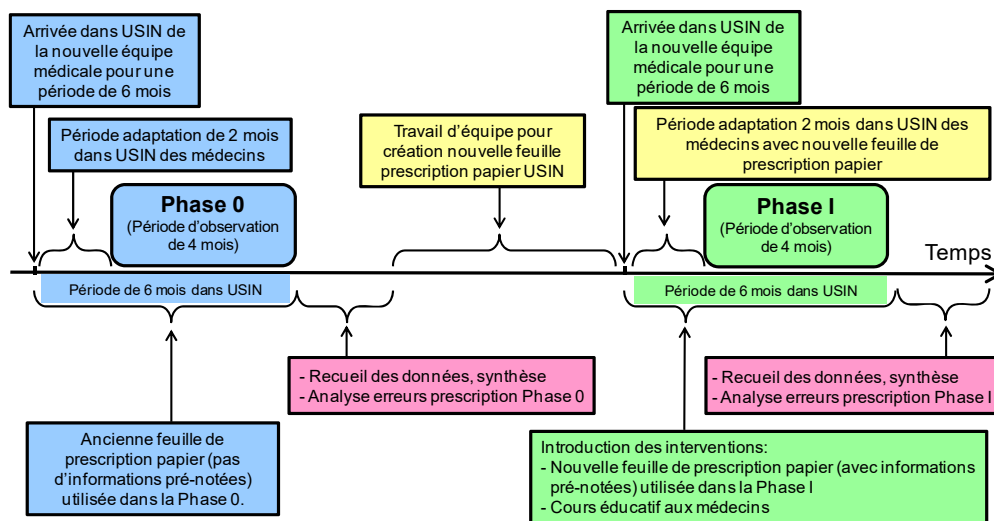 Arrivée dans USIN de
la nouvelle équipe
médicale pour une
période de 6 mois
Arrivée dans USIN de
la nouvelle équipe
médicale pour une
période de 6 mois
Période adaptation de 2 mois
dans USIN des médecins
Travail d'équipe pour
création nouvelle feuille
prescription papier USIN
Période adaptation 2 mois dans USIN des
médecins avec nouvelle feuille de
prescription papier
Phase 0
(Période d'observation
de 4 mois)
Phase I
(Période d'observation
de 4 mois)
Temps
Période de 6 mois dans USIN
Période de 6 mois dans USIN
- Recueil des données, synthèse
- Analyse erreurs prescription Phase 0
- Recueil des données, synthèse
- Analyse erreurs prescription Phase I
Ancienne feuille de
prescription papier (pas
d'informations pré-notées)
utilisée dans la Phase 0.
Introduction des interventions:
- Nouvelle feuille de prescription papier (avec informations
pré-notées) utilisée dans la Phase I
- Cours éducatif aux médecins